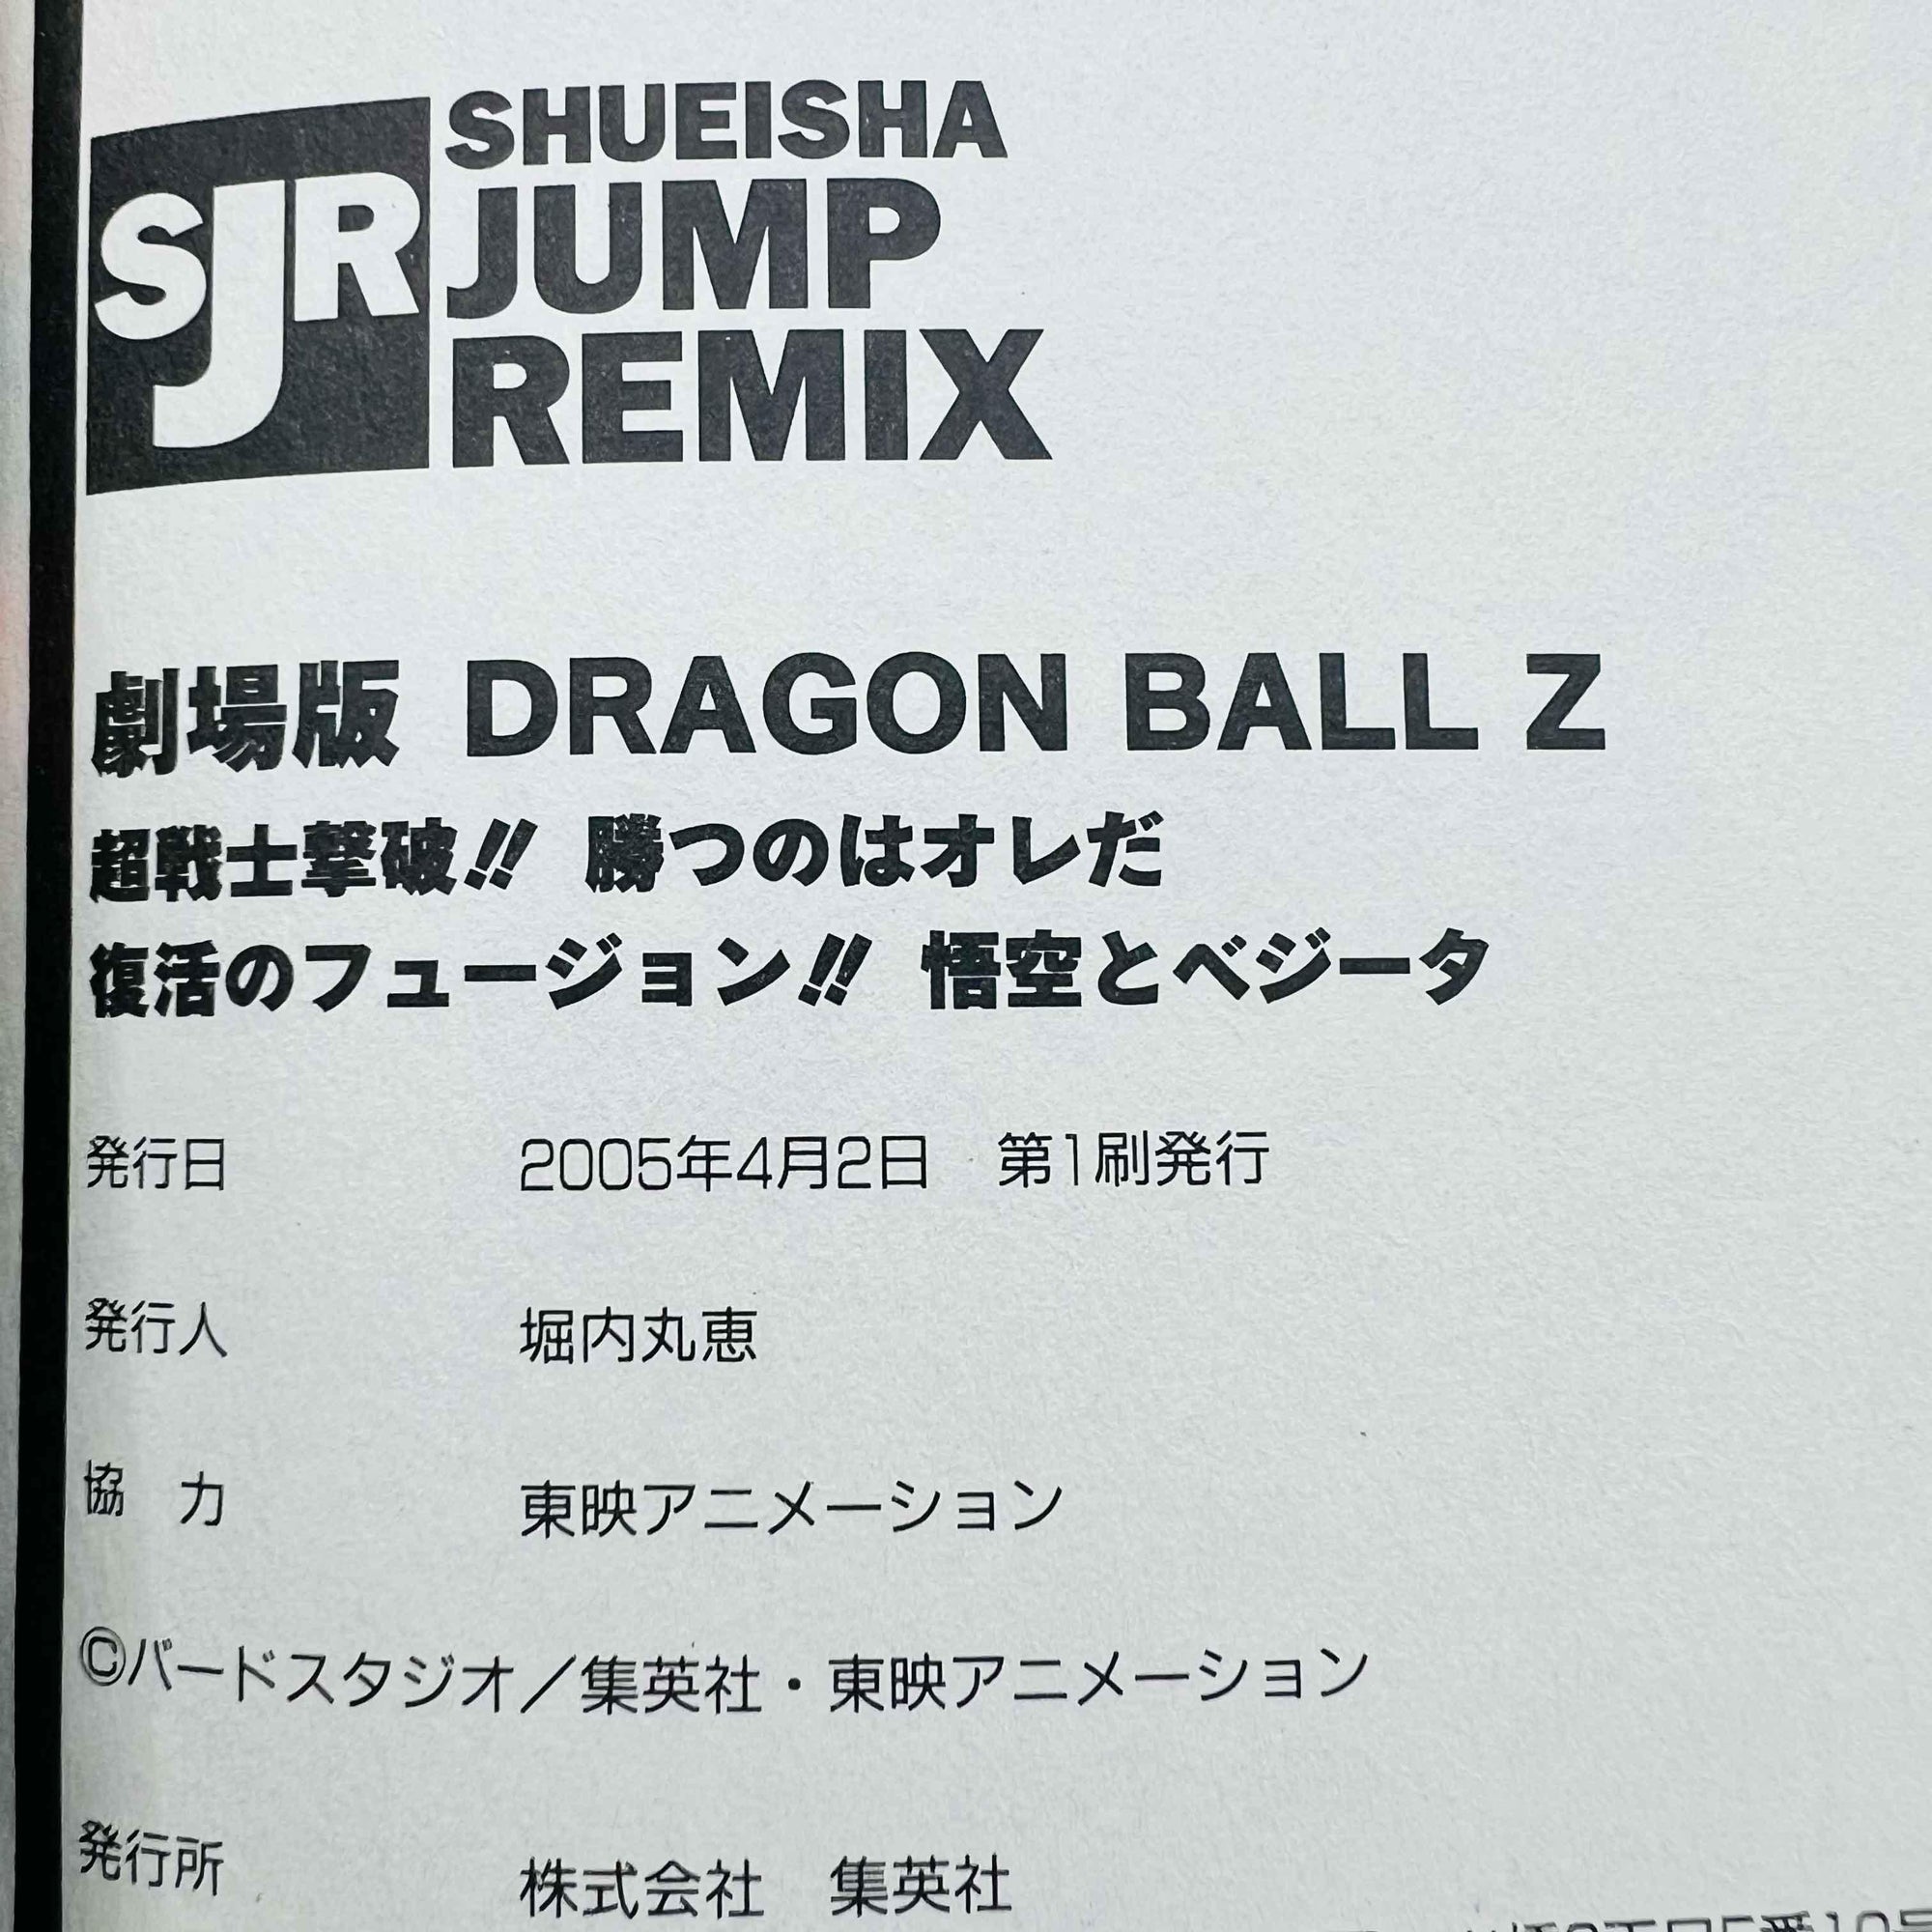 SJR
SHUEISHA
JUMP
REMIX
劇場版 DRAGON BALL Z
超戦士撃破!! 勝つのはオレだ
復活のフュージョン!! 悟空とベジータ
発行日 2005年4月2日 第1刷発行
発行人 堀内丸恵
協 力 東映アニメーション
©バードスタジオ／集英社・東映アニメーション
発行所 株式会社 集英社